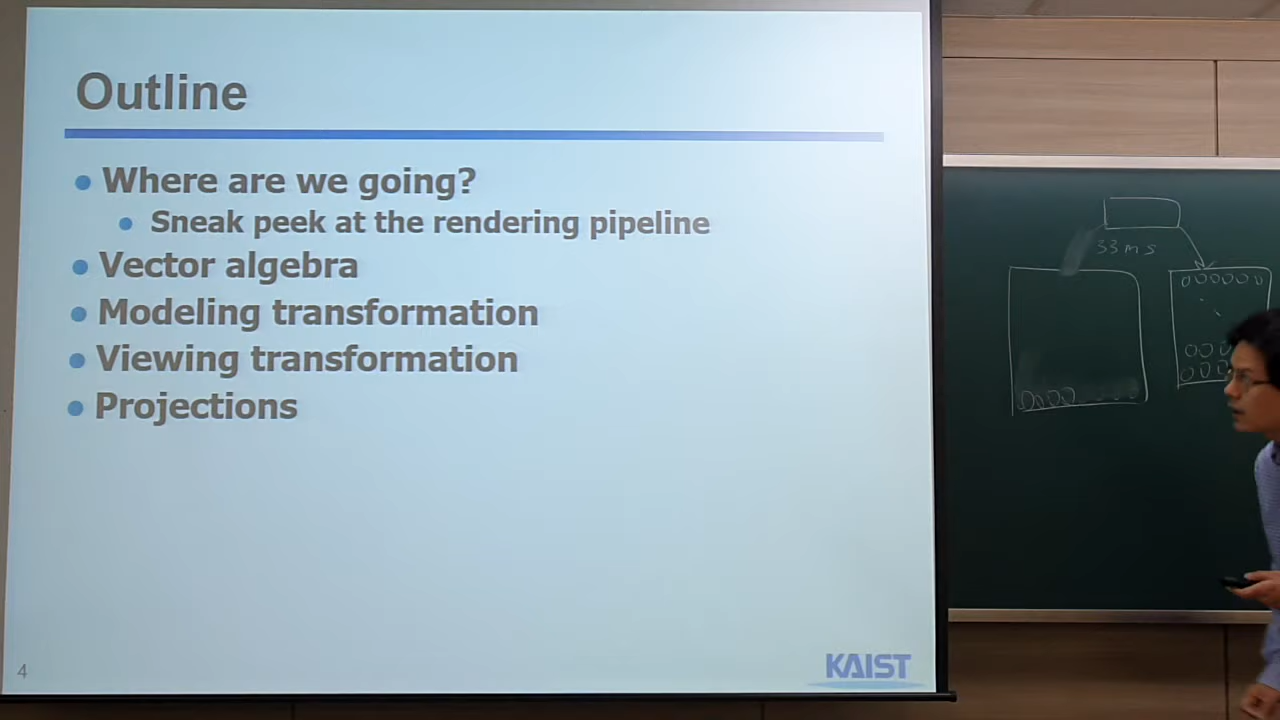 Outline
Where are we going?
Sneak peek at the rendering pipeline
Vector algebra
Modeling transformation
Viewing transformation
Projections
4
KAIST
33ms